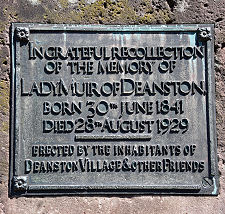 IN GRATEFUL RECOLLECTION
OF THE MEMORY OF
LADY MUIR OF DEANSTON.
BORN 30TH JUNE 1841
DIED 28TH AUGUST 1929
ERECTED BY THE INHABITANTS OF
DEANSTON VILLAGE & OTHER FRIENDS